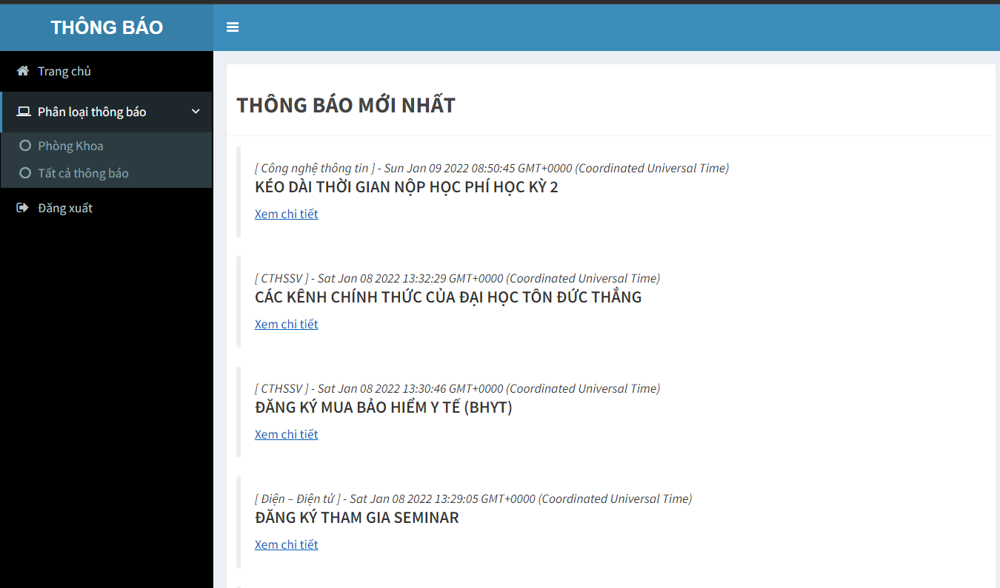 THÔNG BÁO
Trang chủ
Phân loại thông báo
Phòng Khoa
Tất cả thông báo
Đăng xuất
THÔNG BÁO MỚI NHẤT
[ Công nghệ thông tin ] - Sun Jan 09 2022 08:50:45 GMT+0000 (Coordinated Universal Time)
KÉO DÀI THỜI GIAN NỘP HỌC PHÍ HỌC KỲ 2
Xem chi tiết
[ CTHSSV ] - Sat Jan 08 2022 13:32:29 GMT+0000 (Coordinated Universal Time)
CÁC KÊNH CHÍNH THỨC CỦA ĐẠI HỌC TÔN ĐỨC THẮNG
Xem chi tiết
[ CTHSSV ] - Sat Jan 08 2022 13:30:46 GMT+0000 (Coordinated Universal Time)
ĐĂNG KÝ MUA BẢO HIỂM Y TẾ (BHYT)
Xem chi tiết
[ Điện – Điện tử ] - Sat Jan 08 2022 13:29:05 GMT+0000 (Coordinated Universal Time)
ĐĂNG KÝ THAM GIA SEMINAR
Xem chi tiết